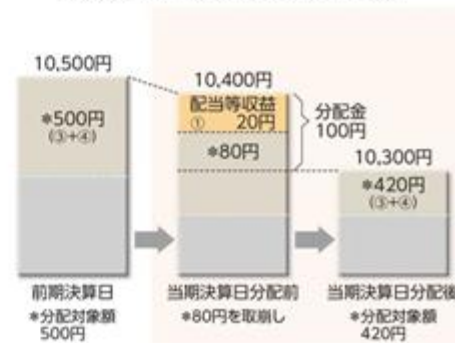 10,500円
*500円
(③+④)
前期決算日
*分配対象額
500円
10,400円
配当等収益
① 20円
*80円
分配金
100円
当期決算日分配前
*80円を取崩し
10,300円
*420円
(③+④)
当期決算日分配後
*分配対象額
420円